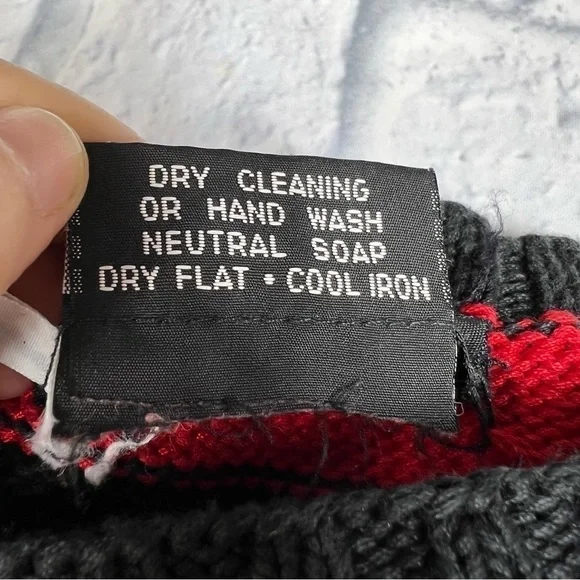 DRY CLEANING
OR HAND WASH
NEUTRAL SOAP
DRY FLAT • COOL IRON